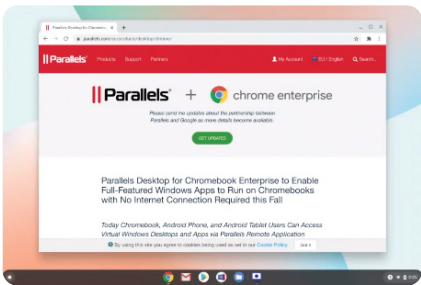 Parallels Desktop for Chromebo
parallels.com/
Parallels
Products Support Partners My Account EU / English Search...
Parallels + chrome enterprise
Please send me updates about the partnership between
Parallels and Google as more details become available.
GET UPDATES
Parallels Desktop for Chromebook Enterprise to Enable
Full-Featured Windows Apps to Run on Chromebooks
with No Internet Connection Required this Fall
Today Chromebook, Android Phone, and Android Tablet Users Can Access
Virtual Windows Desktops and Apps via Parallels Remote Application
By using this site you agree to cookies being used as set in our Cookie Policy. Got it